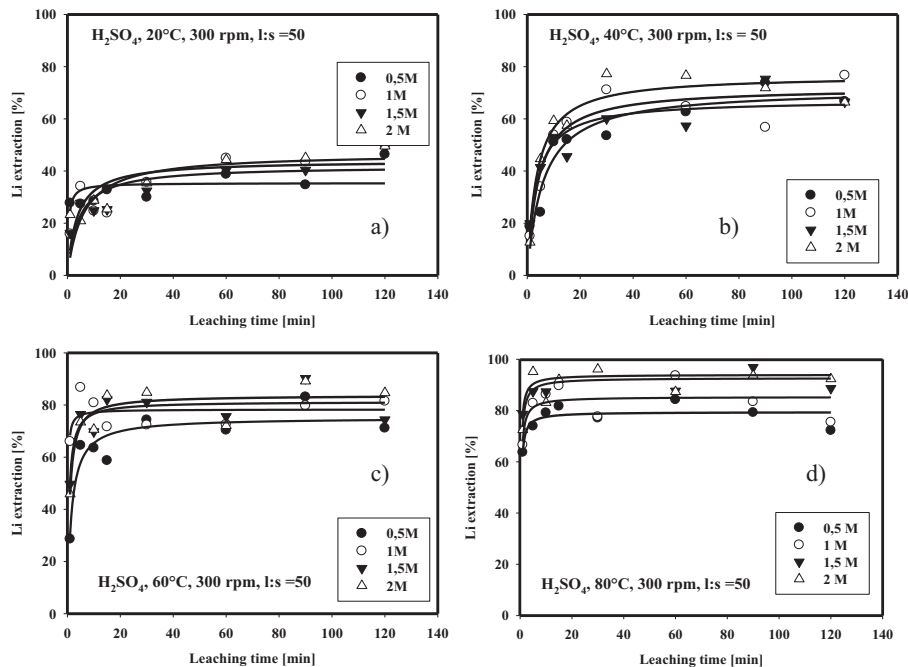 a)
H₂SO₄, 20°C, 300 rpm, l:s =50
0,5M
1M
1,5M
2 M
Li extraction [%]
0
20
40
60
80
100
0 20 40 60 80 100 120 140
Leaching time [min]
b)
H₂SO₄, 40°C, 300 rpm, l:s = 50
0,5M
1M
1,5M
2 M
Li extraction [%]
0
20
40
60
80
100
0 20 40 60 80 100 120 140
Leaching time [min]
c)
H₂SO₄, 60°C, 300 rpm, l:s =50
0,5M
1M
1,5M
2M
Li extraction [%]
0
20
40
60
80
100
0 20 40 60 80 100 120 140
Leaching time [min]
d)
H₂SO₄, 80°C, 300 rpm, l:s =50
0,5 M
1 M
1,5 M
2 M
Li extraction [%]
0
20
40
60
80
100
0 20 40 60 80 100 120 140
Leaching time [min]